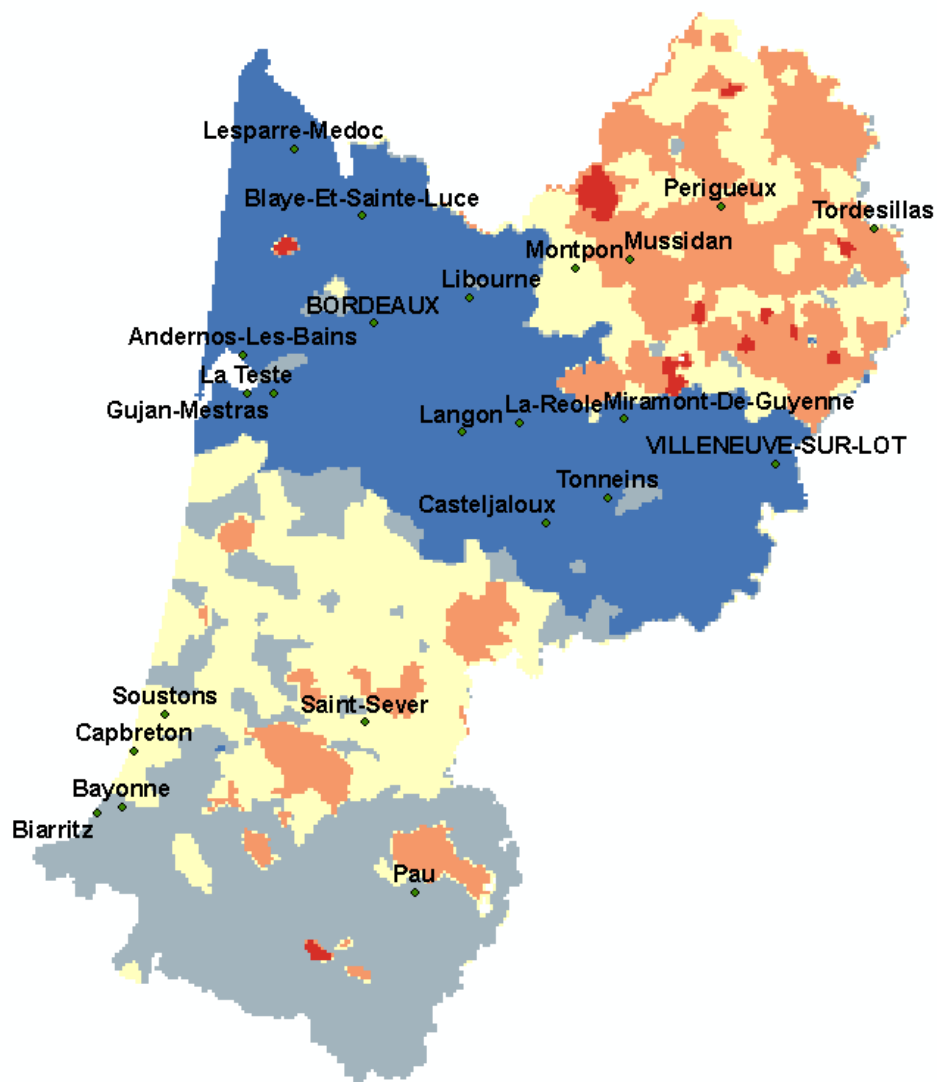 Lesparre-Medoc
Blaye-Et-Sainte-Luce
Perigueux
Tordesillas
Montpon
Mussidan
Libourne
BORDEAUX
Andernos-Les-Bains
La Teste
Gujan-Mestras
Langon
La-Reole
Miramont-De-Guyenne
VILLENEUVE-SUR-LOT
Tonneins
Casteljaloux
Soustons
Saint-Sever
Capbreton
Bayonne
Biarritz
Pau